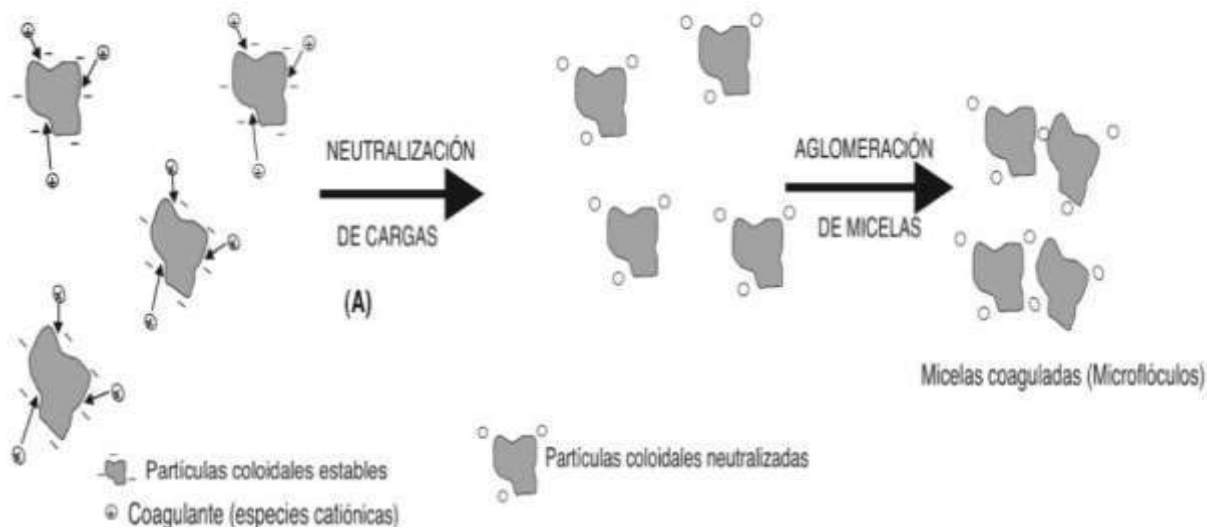 NEUTRALIZACIÓN
DE CARGAS
(A)
AGLOMERACIÓN
DE MICELAS
Micelas coaguladas (Microflóculos)
Partículas coloidales estables
Partículas coloidales neutralizadas
Coagulante (especies catiónicas)